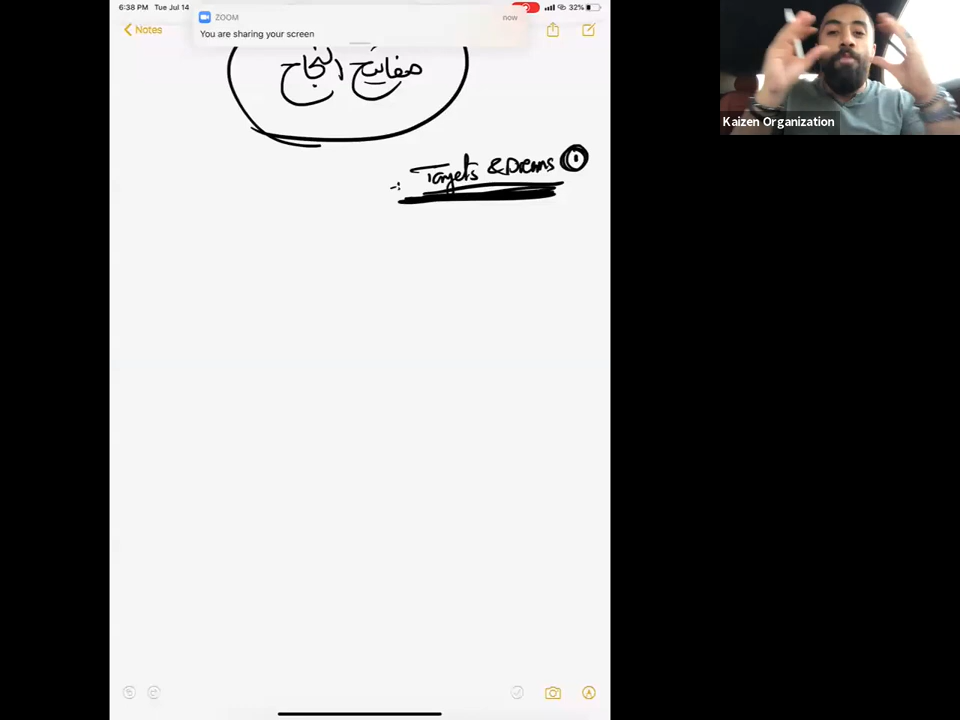 6:38 PM Tue Jul 14
32%
ZOOM
now
You are sharing your screen
Notes
مفاتيح النجاح
Targets & Dreams ①
Kaizen Organization